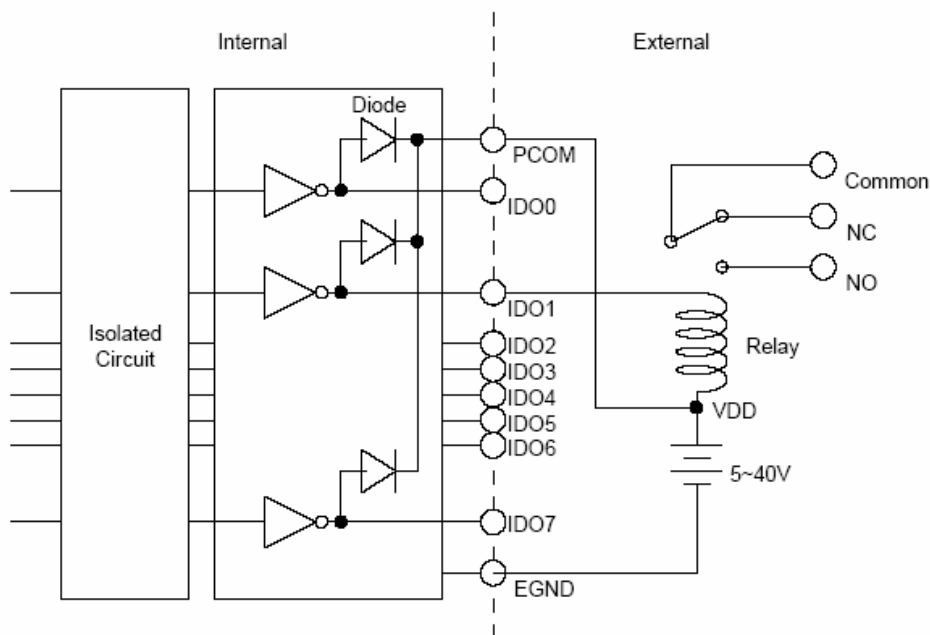 Internal
External
Diode
PCOM
Common
IDO0
NC
NO
IDO1
Isolated
Circuit
IDO2
Relay
IDO3
IDO4
VDD
IDO5
IDO6
5~40V
IDO7
EGND